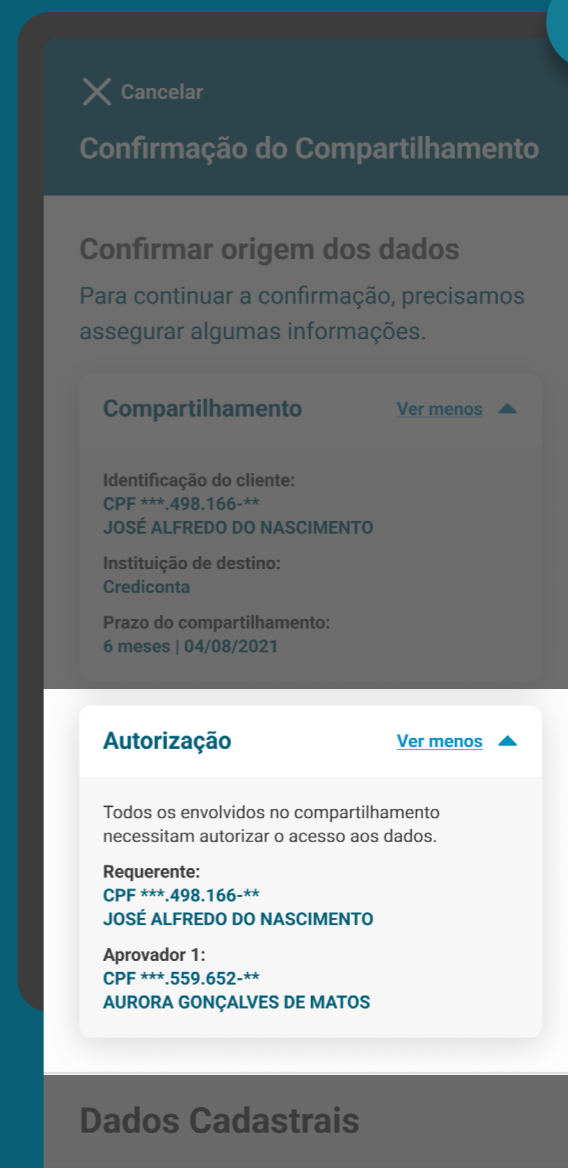 Cancelar
Confirmação do Compartilhamento
Confirmar origem dos dados
Para continuar a confirmação, precisamos
assegurar algumas informações.
Compartilhamento
Ver menos
Identificação do cliente:
CPF ***.498.166-**
JOSÉ ALFREDO DO NASCIMENTO
Instituição de destino:
Crediconta
Prazo do compartilhamento:
6 meses | 04/08/2021
Autorização
Ver menos
Todos os envolvidos no compartilhamento
necessitam autorizar o acesso aos dados.
Requerente:
CPF ***.498.166-**
JOSÉ ALFREDO DO NASCIMENTO
Aprovador 1:
CPF ***.559.652-**
AURORA GONÇALVES DE MATOS
Dados Cadastrais